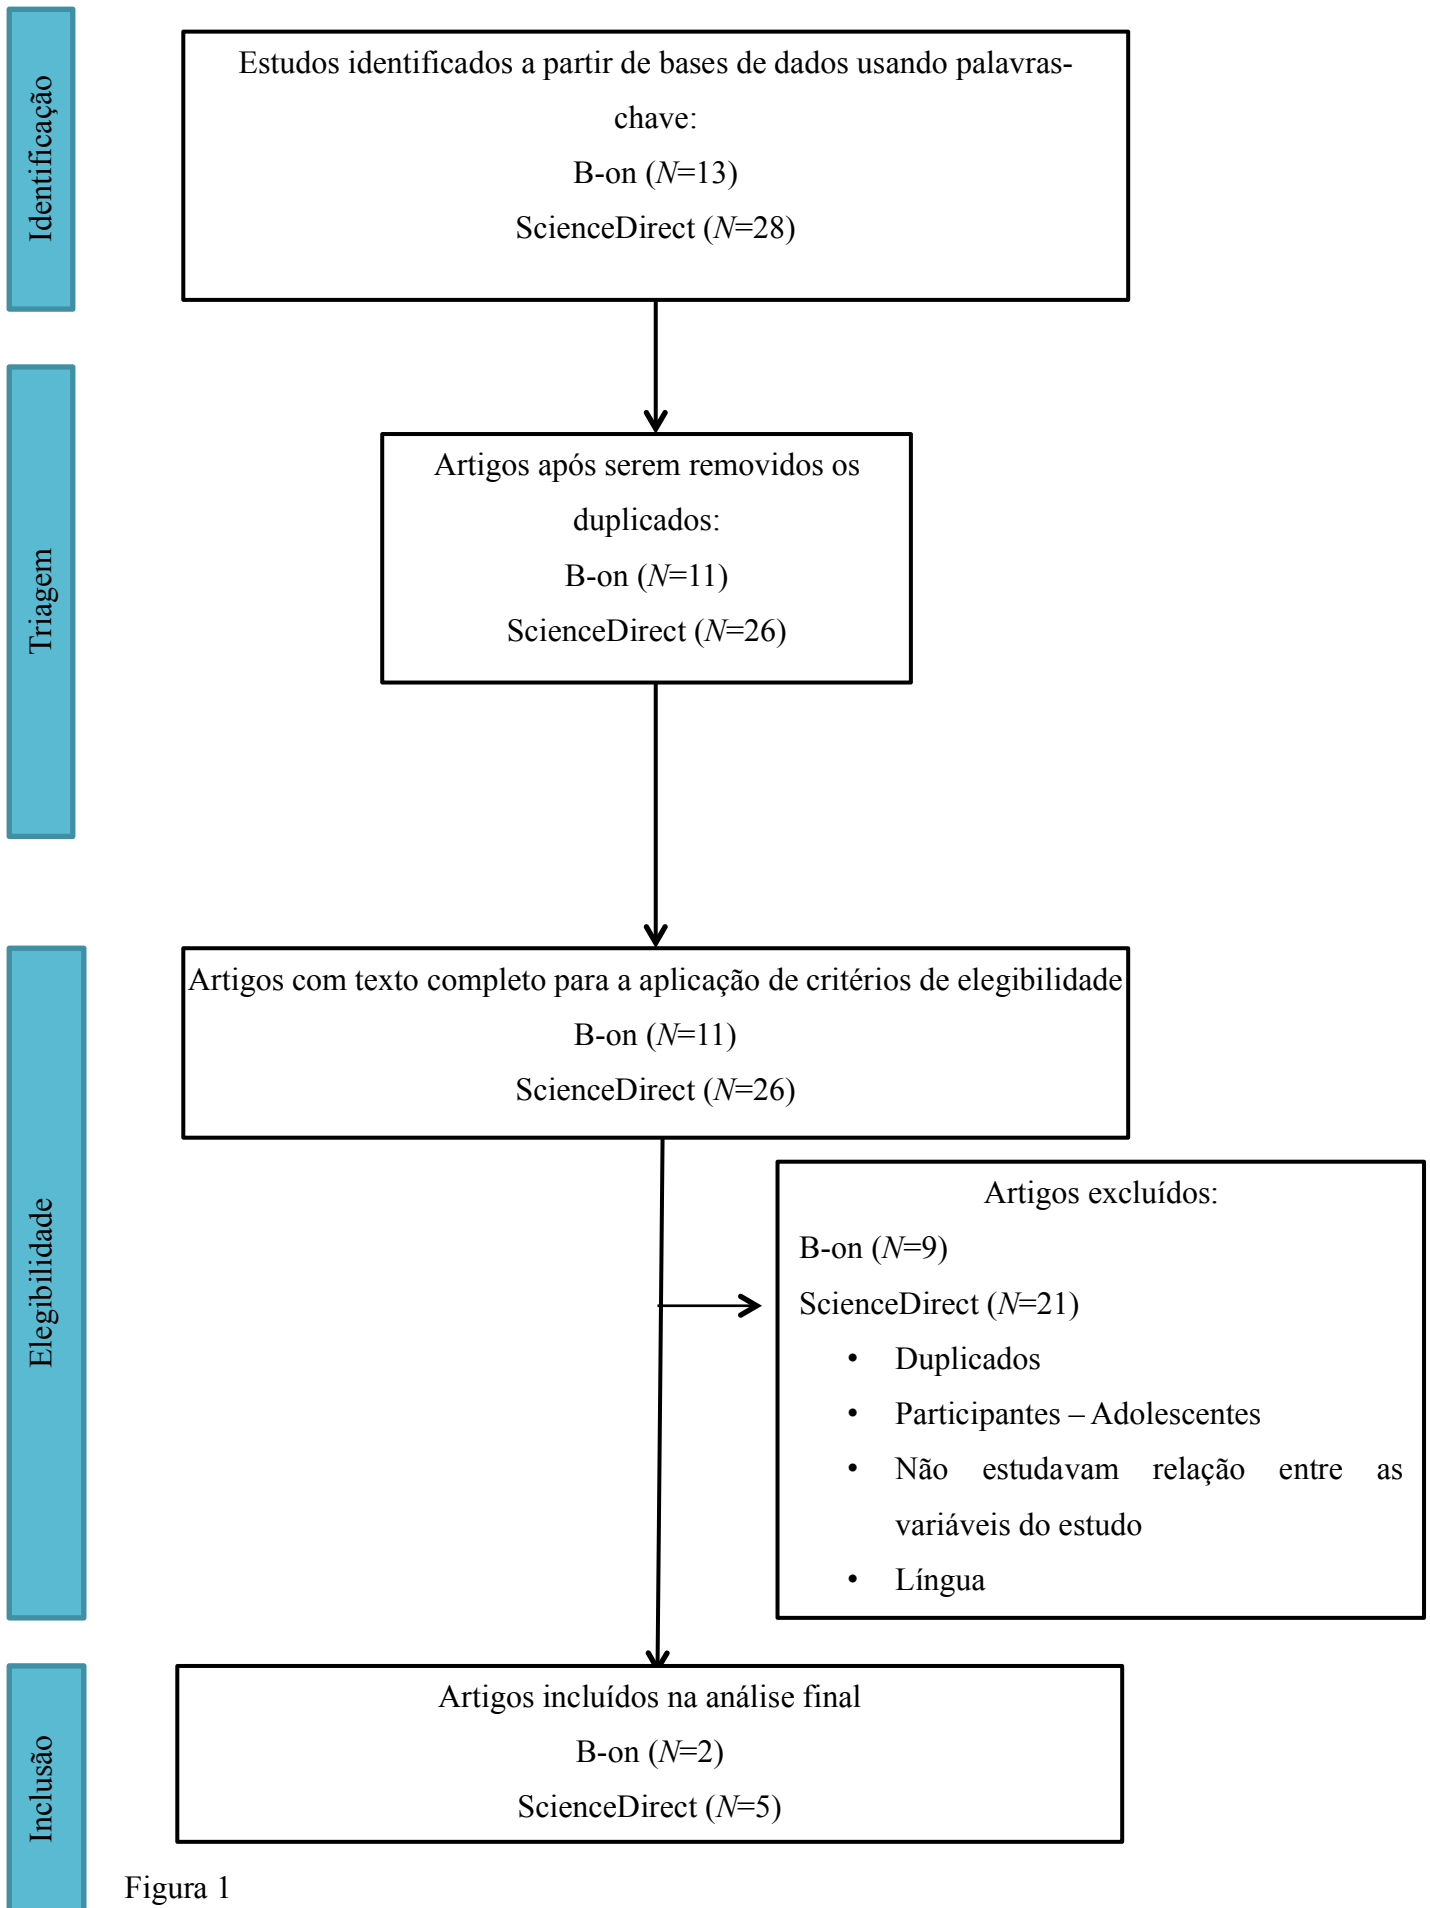 Identificação
Estudos identificados a partir de bases de dados usando palavras-
chave:
B-on (N=13)
ScienceDirect (N=28)
Triagem
Artigos após serem removidos os
duplicados:
B-on (N=11)
ScienceDirect (N=26)
Elegibilidade
Artigos com texto completo para a aplicação de critérios de elegibilidade
B-on (N=11)
ScienceDirect (N=26)
Artigos excluídos:
B-on (N=9)
ScienceDirect (N=21)
• Duplicados
• Participantes – Adolescentes
• Não estudavam relação entre as
variáveis do estudo
• Língua
Inclusão
Artigos incluídos na análise final
B-on (N=2)
ScienceDirect (N=5)
Figura 1